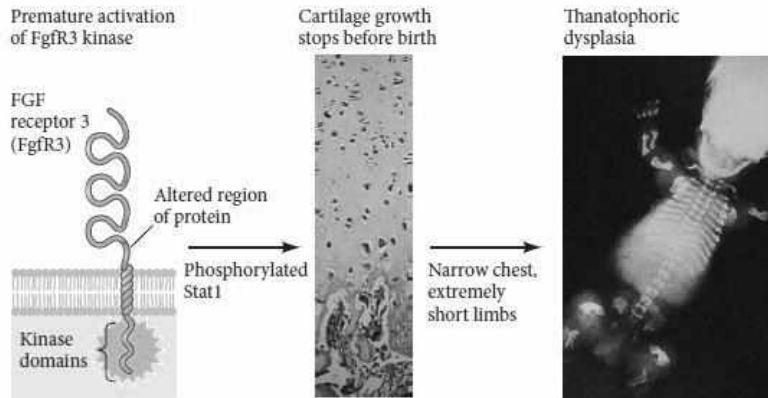 Premature activation
of FgfR3 kinase
Cartilage growth
stops before birth
Thanatophoric
dysplasia
FGF
receptor 3
(FgfR3)
Altered region
of protein
Phosphorylated
Stat1
Narrow chest,
extremely
short limbs
Kinase
domains